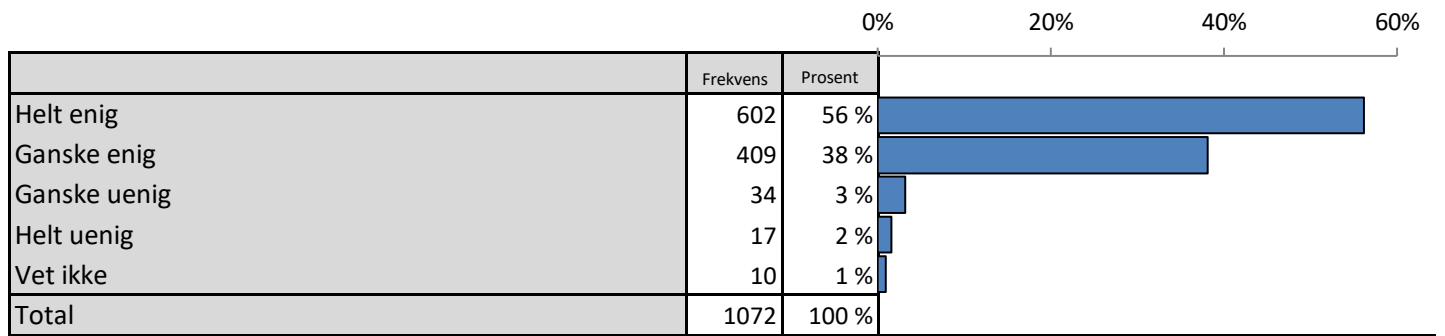 0% 20% 40% 60%
Frekvens Prosent
Helt enig 602 56 %
Ganske enig 409 38 %
Ganske uenig 34 3 %
Helt uenig 17 2 %
Vet ikke 10 1 %
Total 1072 100 %